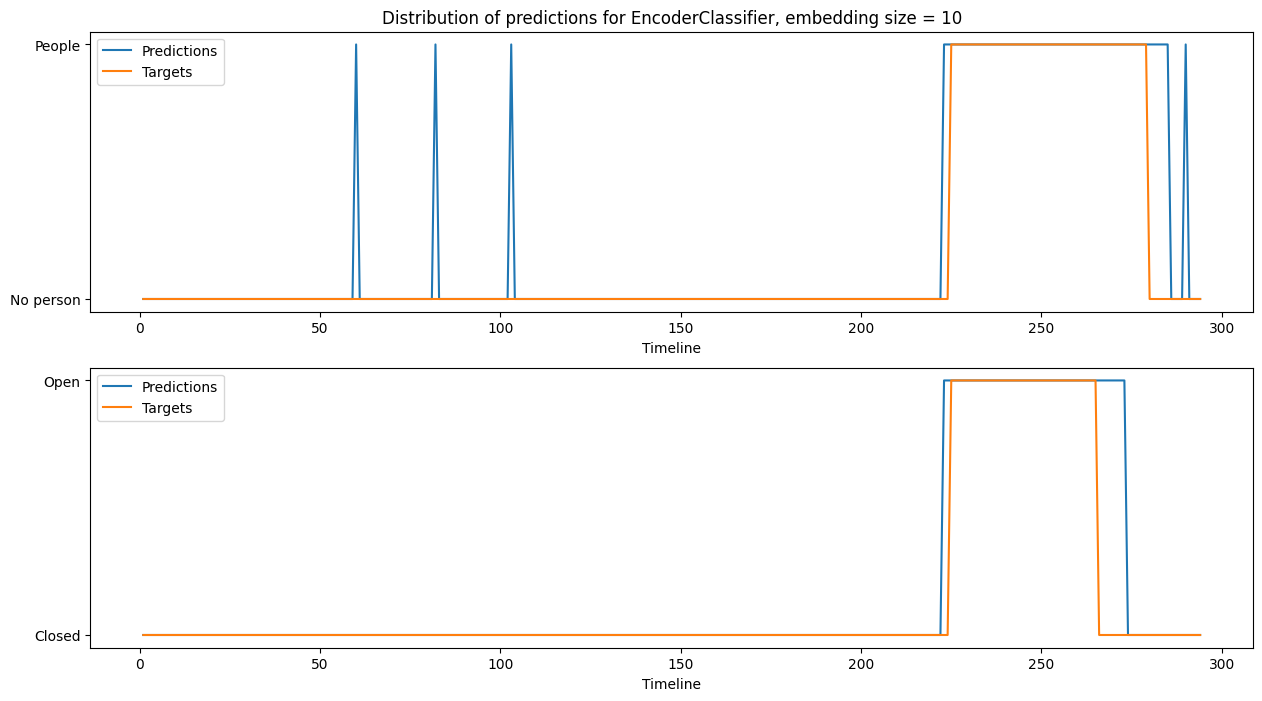 Distribution of predictions for EncoderClassifier, embedding size = 10
People
No person
Predictions
Targets
0 50 100 150 200 250 300
Timeline
Open
Closed
Predictions
Targets
0 50 100 150 200 250 300
Timeline